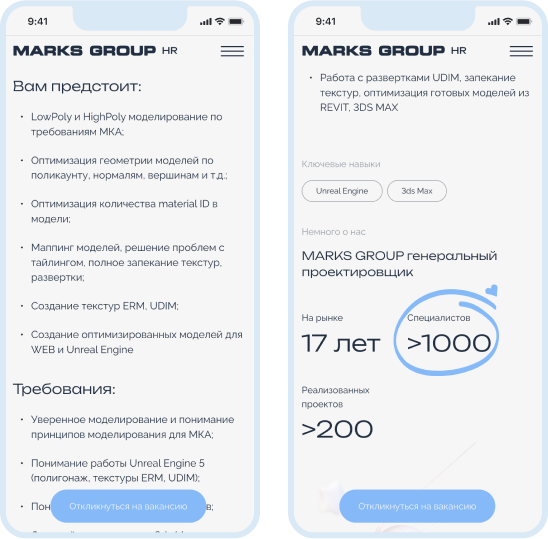 9:41
MARKS GROUP HR
Вам предстоит:
• LowPoly и HighPoly моделирование по
требованиям МКА;
• Оптимизация геометрии моделей по
поликаунту, нормалям, вершинам и т.д.;
• Оптимизация количества material ID в
модели;
• Маппинг моделей, решение проблем с
тайлингом, полное запекание текстур,
развертки;
• Создание текстур ERM, UDIM;
• Создание оптимизированных моделей для
WEB и Unreal Engine
Требования:
• Уверенное моделирование и понимание
принципов моделирования для МКА;
• Понимание работы Unreal Engine 5
(полигонаж, текстуры ERM, UDIM);
Откликнуться на вакансию
9:41
MARKS GROUP HR
• Работа с развертками UDIM, запекание
текстур, оптимизация готовых моделей из
REVIT, 3DS MAX
Ключевые навыки
Unreal Engine
3ds Max
Немного о нас
MARKS GROUP генеральный
проектировщик
На рынке
17 лет
Специалистов
>1000
Реализованных
проектов
>200
Откликнуться на вакансию